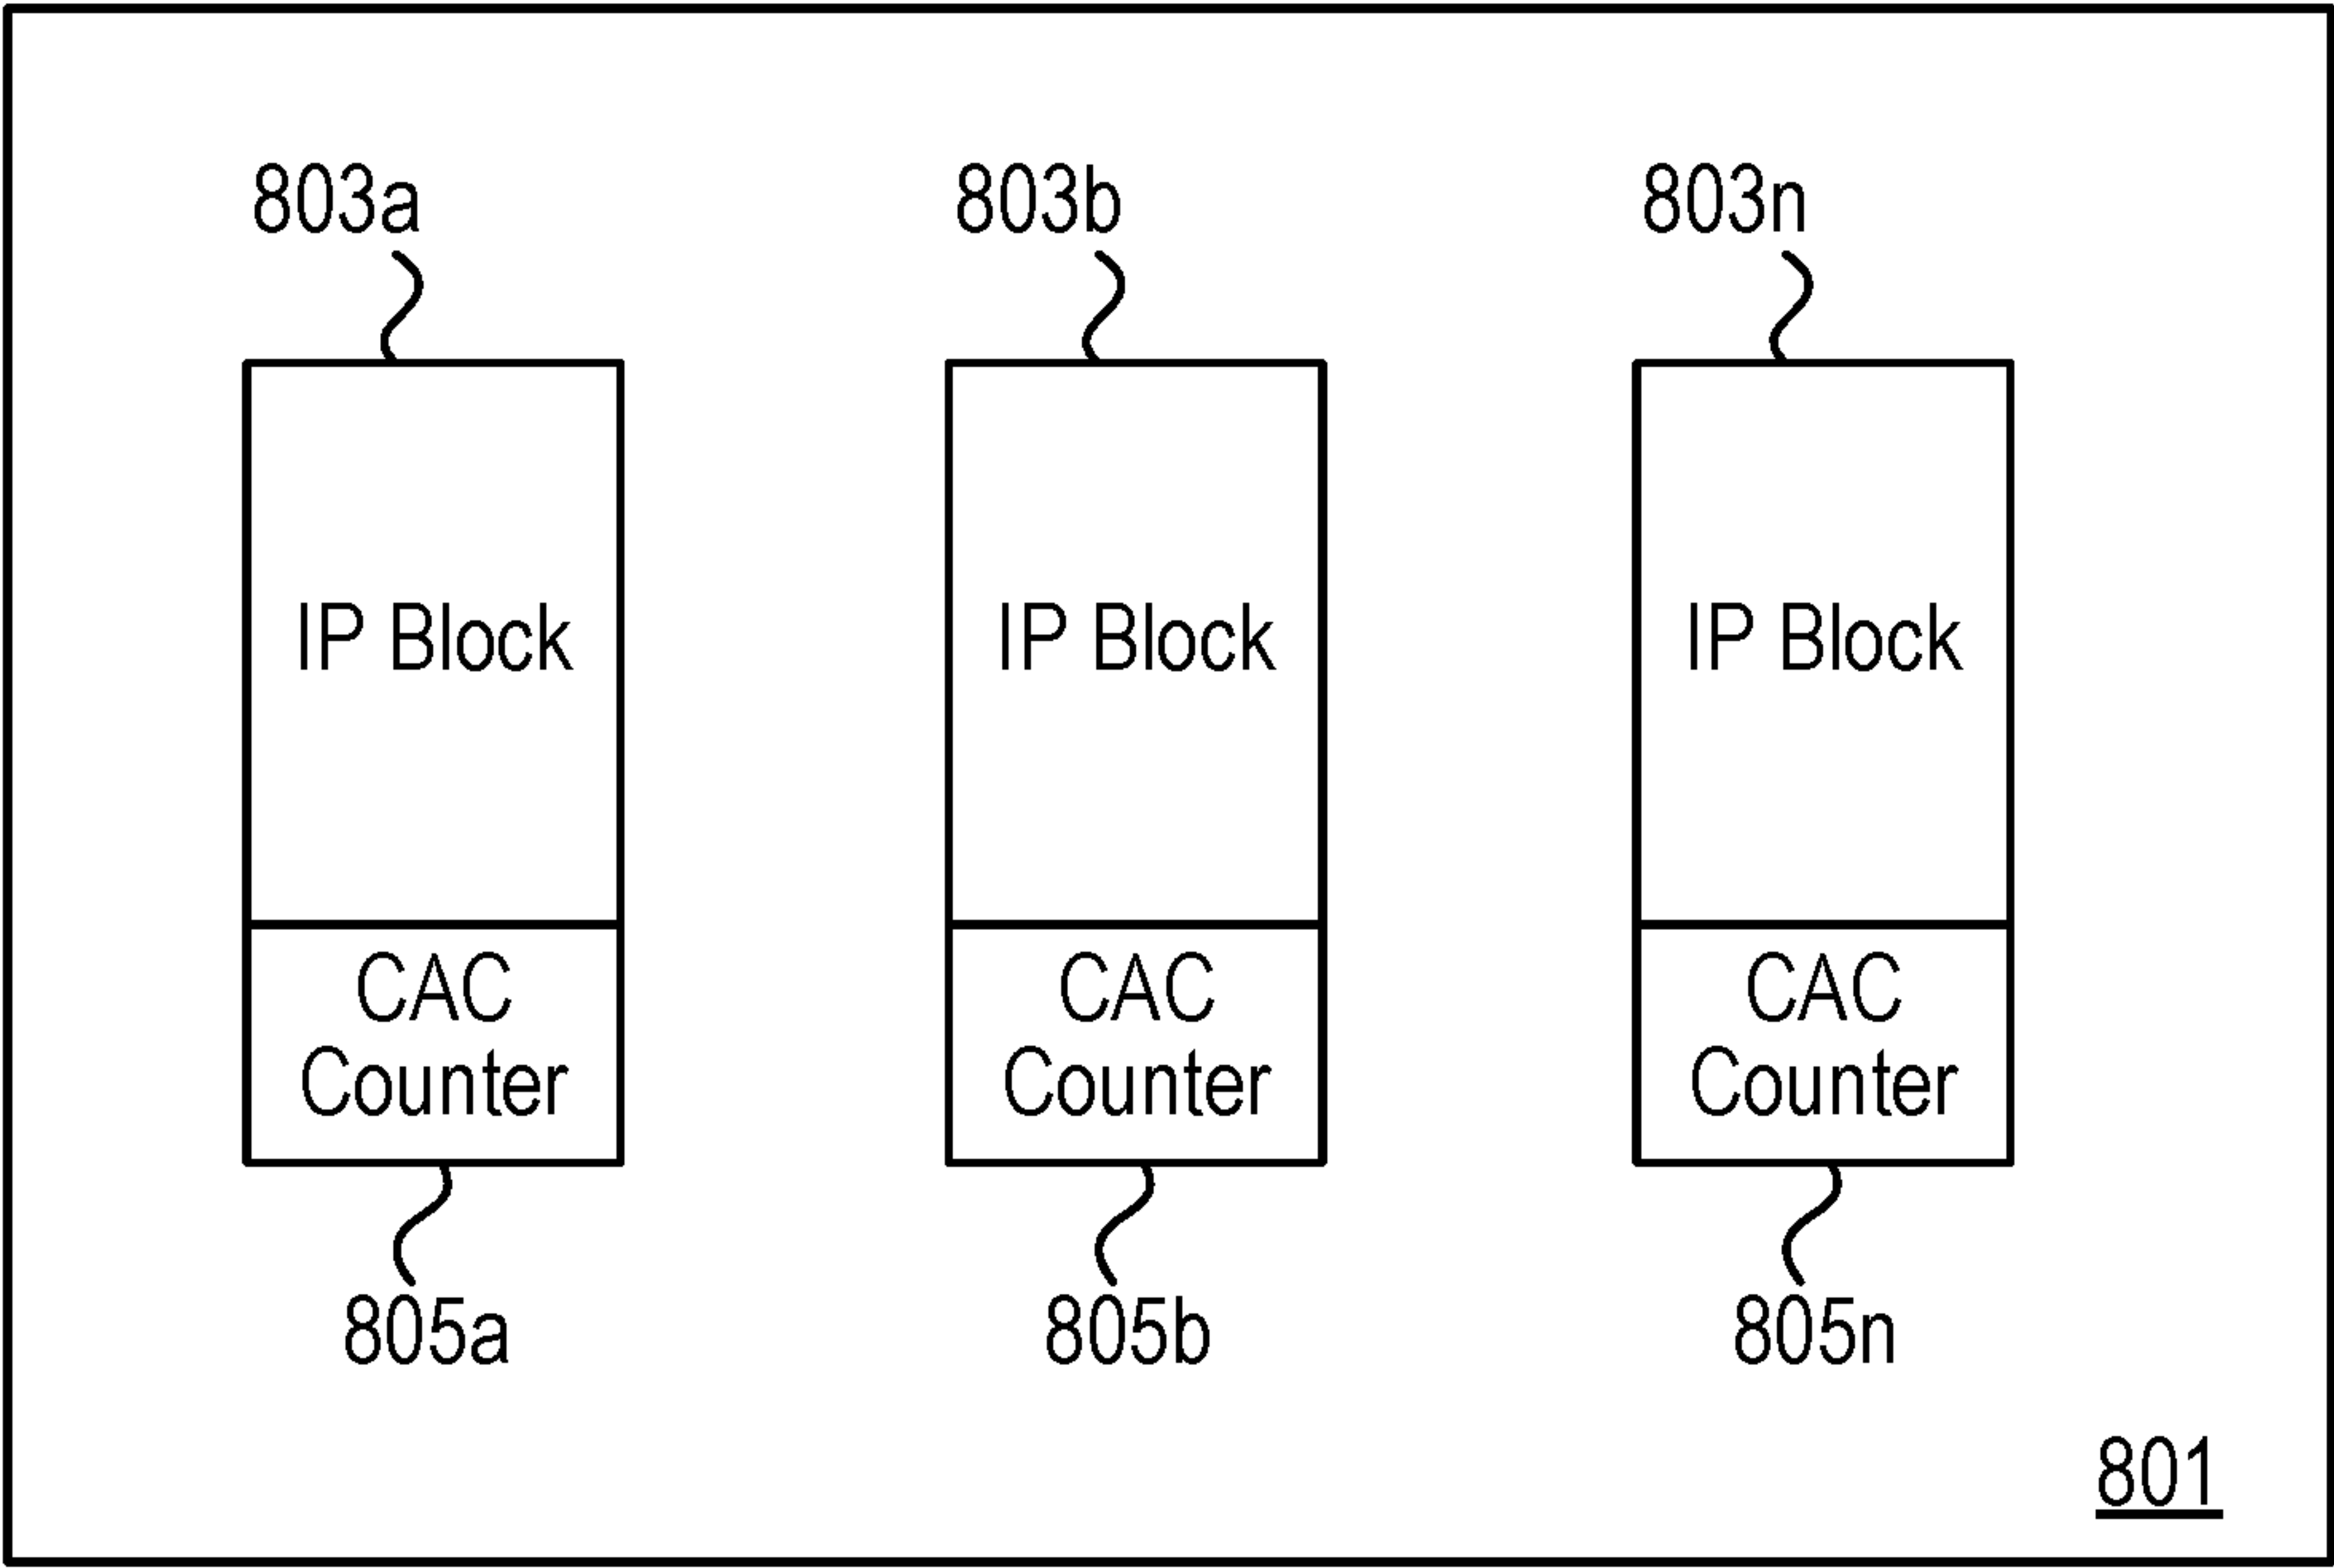 803a
803b
803n
IP Block
IP Block
IP Block
CAC
Counter
CAC
Counter
CAC
Counter
805a
805b
805n
801